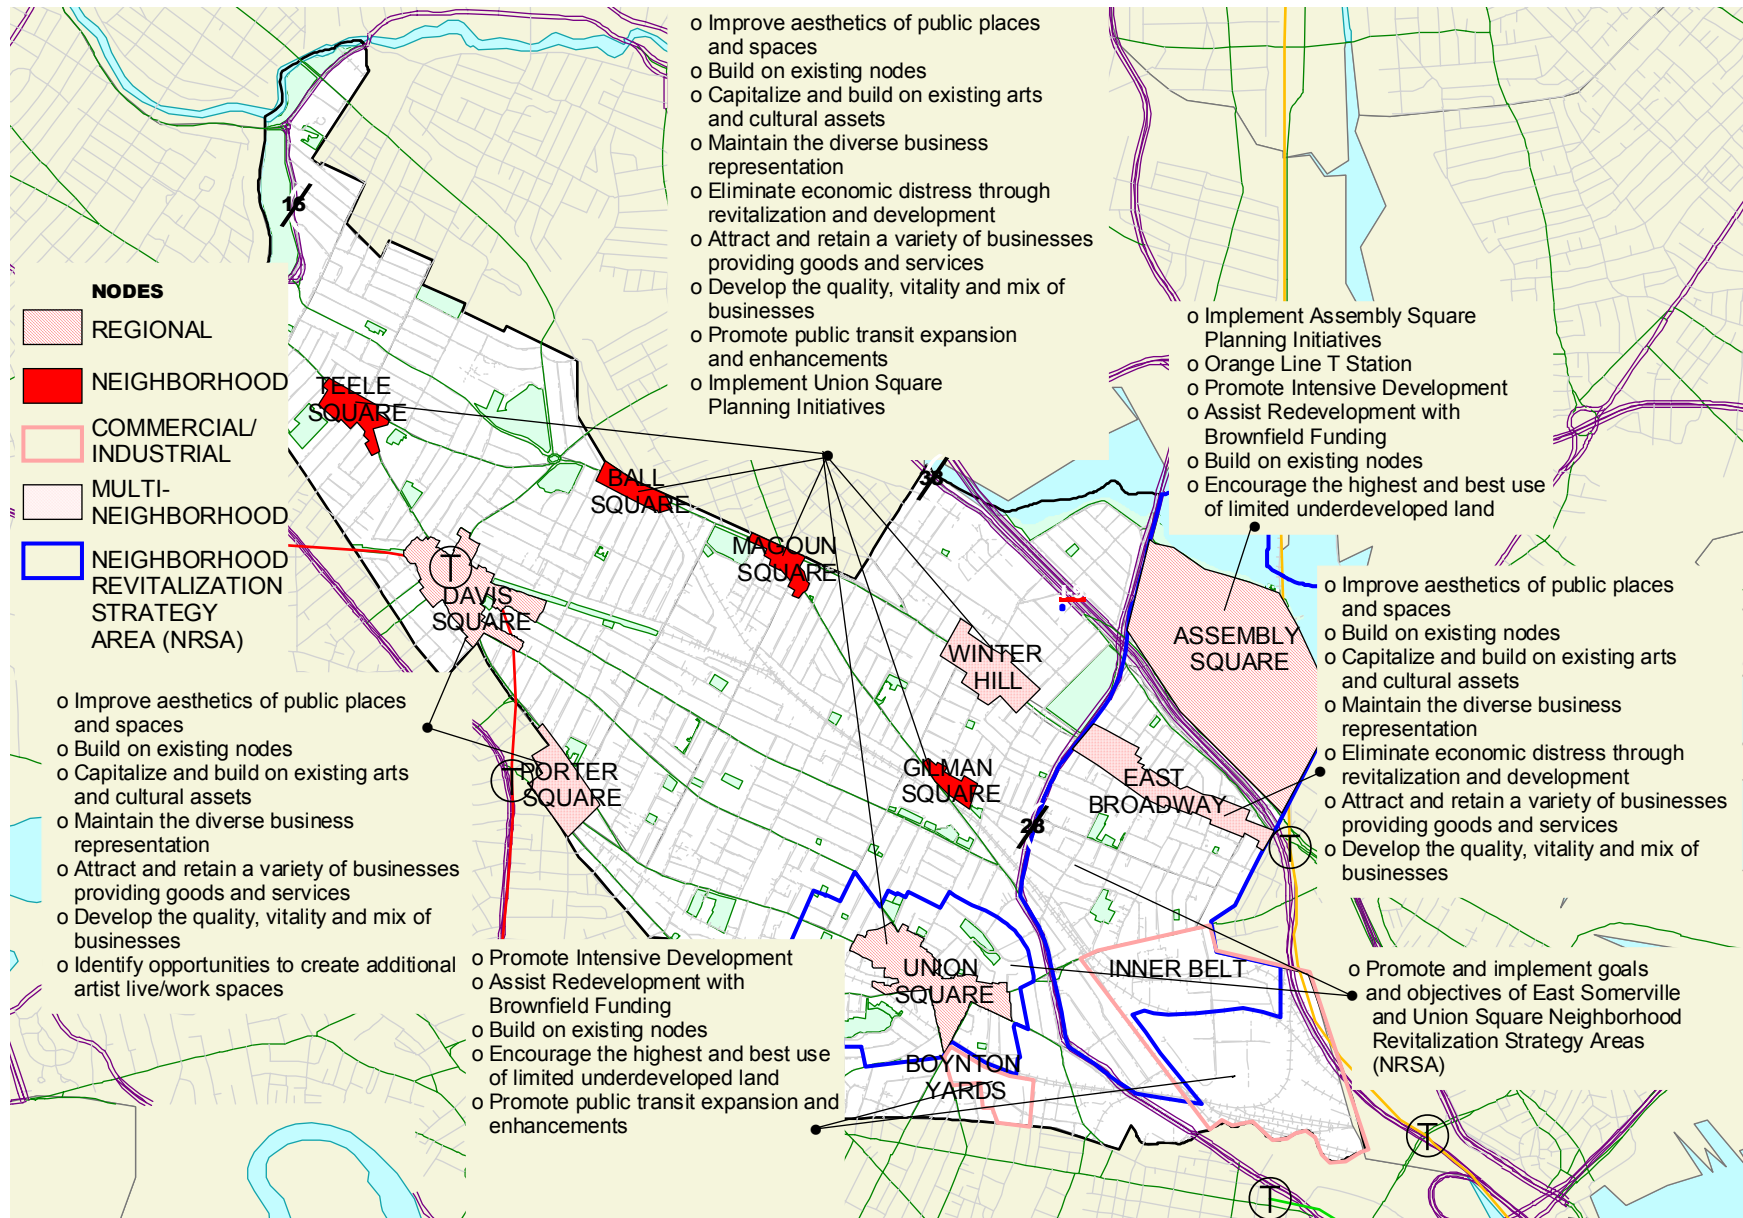 o Improve aesthetics of public places
and spaces
o Build on existing nodes
o Capitalize and build on existing arts
and cultural assets
o Maintain the diverse business
representation
o Eliminate economic distress through
revitalization and development
o Attract and retain a variety of businesses
providing goods and services
o Develop the quality, vitality and mix of
businesses
o Promote public transit expansion
and enhancements
o Implement Union Square
Planning Initiatives
16
NODES
REGIONAL
NEIGHBORHOOD
COMMERCIAL/
INDUSTRIAL
MULTI-
NEIGHBORHOOD
NEIGHBORHOOD
REVITALIZATION
STRATEGY
AREA (NRSA)
o Implement Assembly Square
Planning Initiatives
o Orange Line T Station
o Promote Intensive Development
o Assist Redevelopment with
Brownfield Funding
o Build on existing nodes
o Encourage the highest and best use
of limited underdeveloped land
TEELE
SQUARE
BALL
SQUARE
38
MAGOUN
SQUARE
T
DAVIS
SQUARE
WINTER
HILL
ASSEMBLY
SQUARE
o Improve aesthetics of public places
and spaces
o Build on existing nodes
o Capitalize and build on existing arts
and cultural assets
o Maintain the diverse business
representation
o Eliminate economic distress through
revitalization and development
o Attract and retain a variety of businesses
providing goods and services
o Develop the quality, vitality and mix of
businesses
o Improve aesthetics of public places
and spaces
o Build on existing nodes
o Capitalize and build on existing arts
and cultural assets
o Maintain the diverse business
representation
o Attract and retain a variety of businesses
providing goods and services
o Develop the quality, vitality and mix of
businesses
o Identify opportunities to create additional
artist live/work spaces
T
PORTER
SQUARE
GILMAN
SQUARE
EAST
BROADWAY
28
T
o Promote Intensive Development
o Assist Redevelopment with
Brownfield Funding
o Build on existing nodes
o Encourage the highest and best use
of limited underdeveloped land
o Promote public transit expansion and
enhancements
UNION
SQUARE
INNER BELT
BOYNTON
YARDS
o Promote and implement goals
and objectives of East Somerville
and Union Square Neighborhood
Revitalization Strategy Areas
(NRSA)
T
T